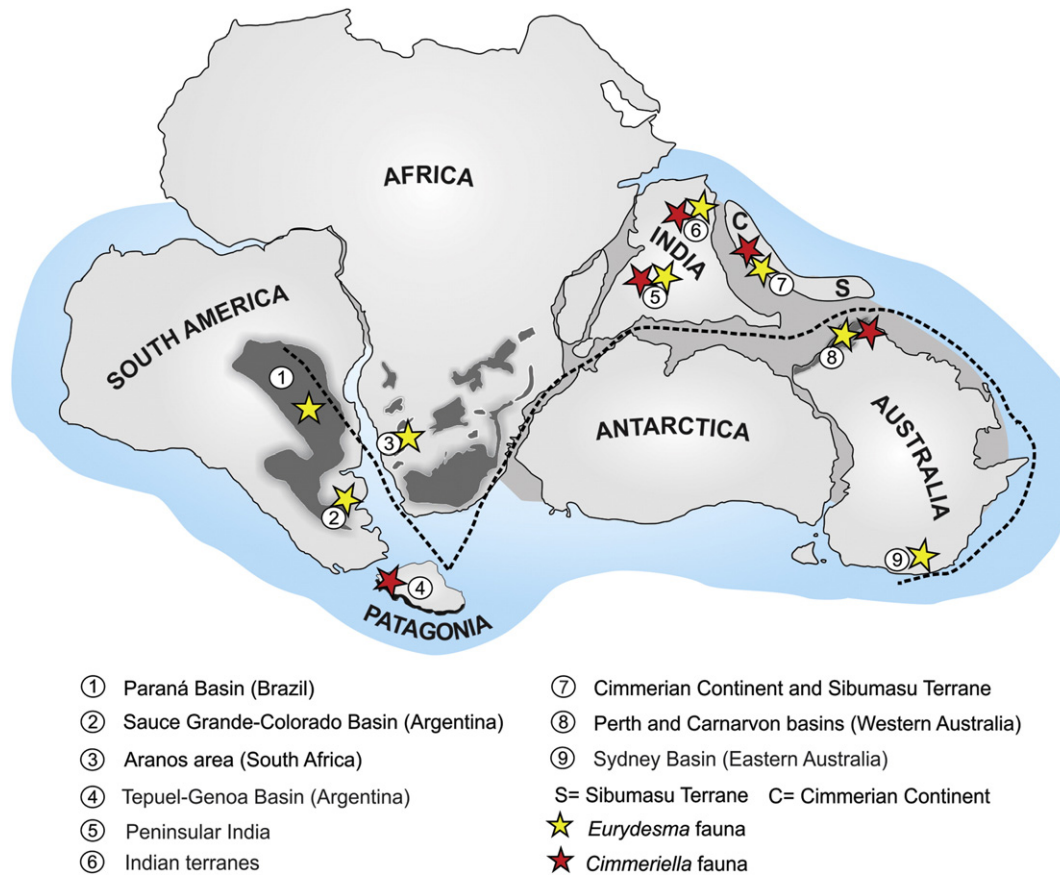 AFRICA
SOUTH AMERICA
INDIA
C
S
ANTARCTICA
AUSTRALIA
PATAGONIA
1
2
3
4
5
6
7
8
9
1 Paraná Basin (Brazil)
2 Sauce Grande-Colorado Basin (Argentina)
3 Aranos area (South Africa)
4 Tepuel-Genoa Basin (Argentina)
5 Peninsular India
6 Indian terranes
7 Cimmerian Continent and Sibumasu Terrane
8 Perth and Carnarvon basins (Western Australia)
9 Sydney Basin (Eastern Australia)
S= Sibumasu Terrane C= Cimmerian Continent
Eurydesma fauna
Cimmeriella fauna